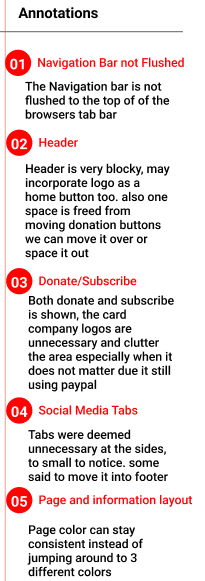 Annotations
01 Navigation Bar not Flushed
The Navigation bar is not
flushed to the top of of the
browsers tab bar
02 Header
Header is very blocky, may
incorporate logo as a
home button too. also one
space is freed from
moving donation buttons
we can move it over or
space it out
03 Donate/Subscribe
Both donate and subscribe
is shown, the card
company logos are
unnecessary and clutter
the area especially when it
does not matter due it still
using paypal
04 Social Media Tabs
Tabs were deemed
unnecessary at the sides,
to small to notice. some
said to move it into footer
05 Page and information layout
Page color can stay
consistent instead of
jumping around to 3
different colors